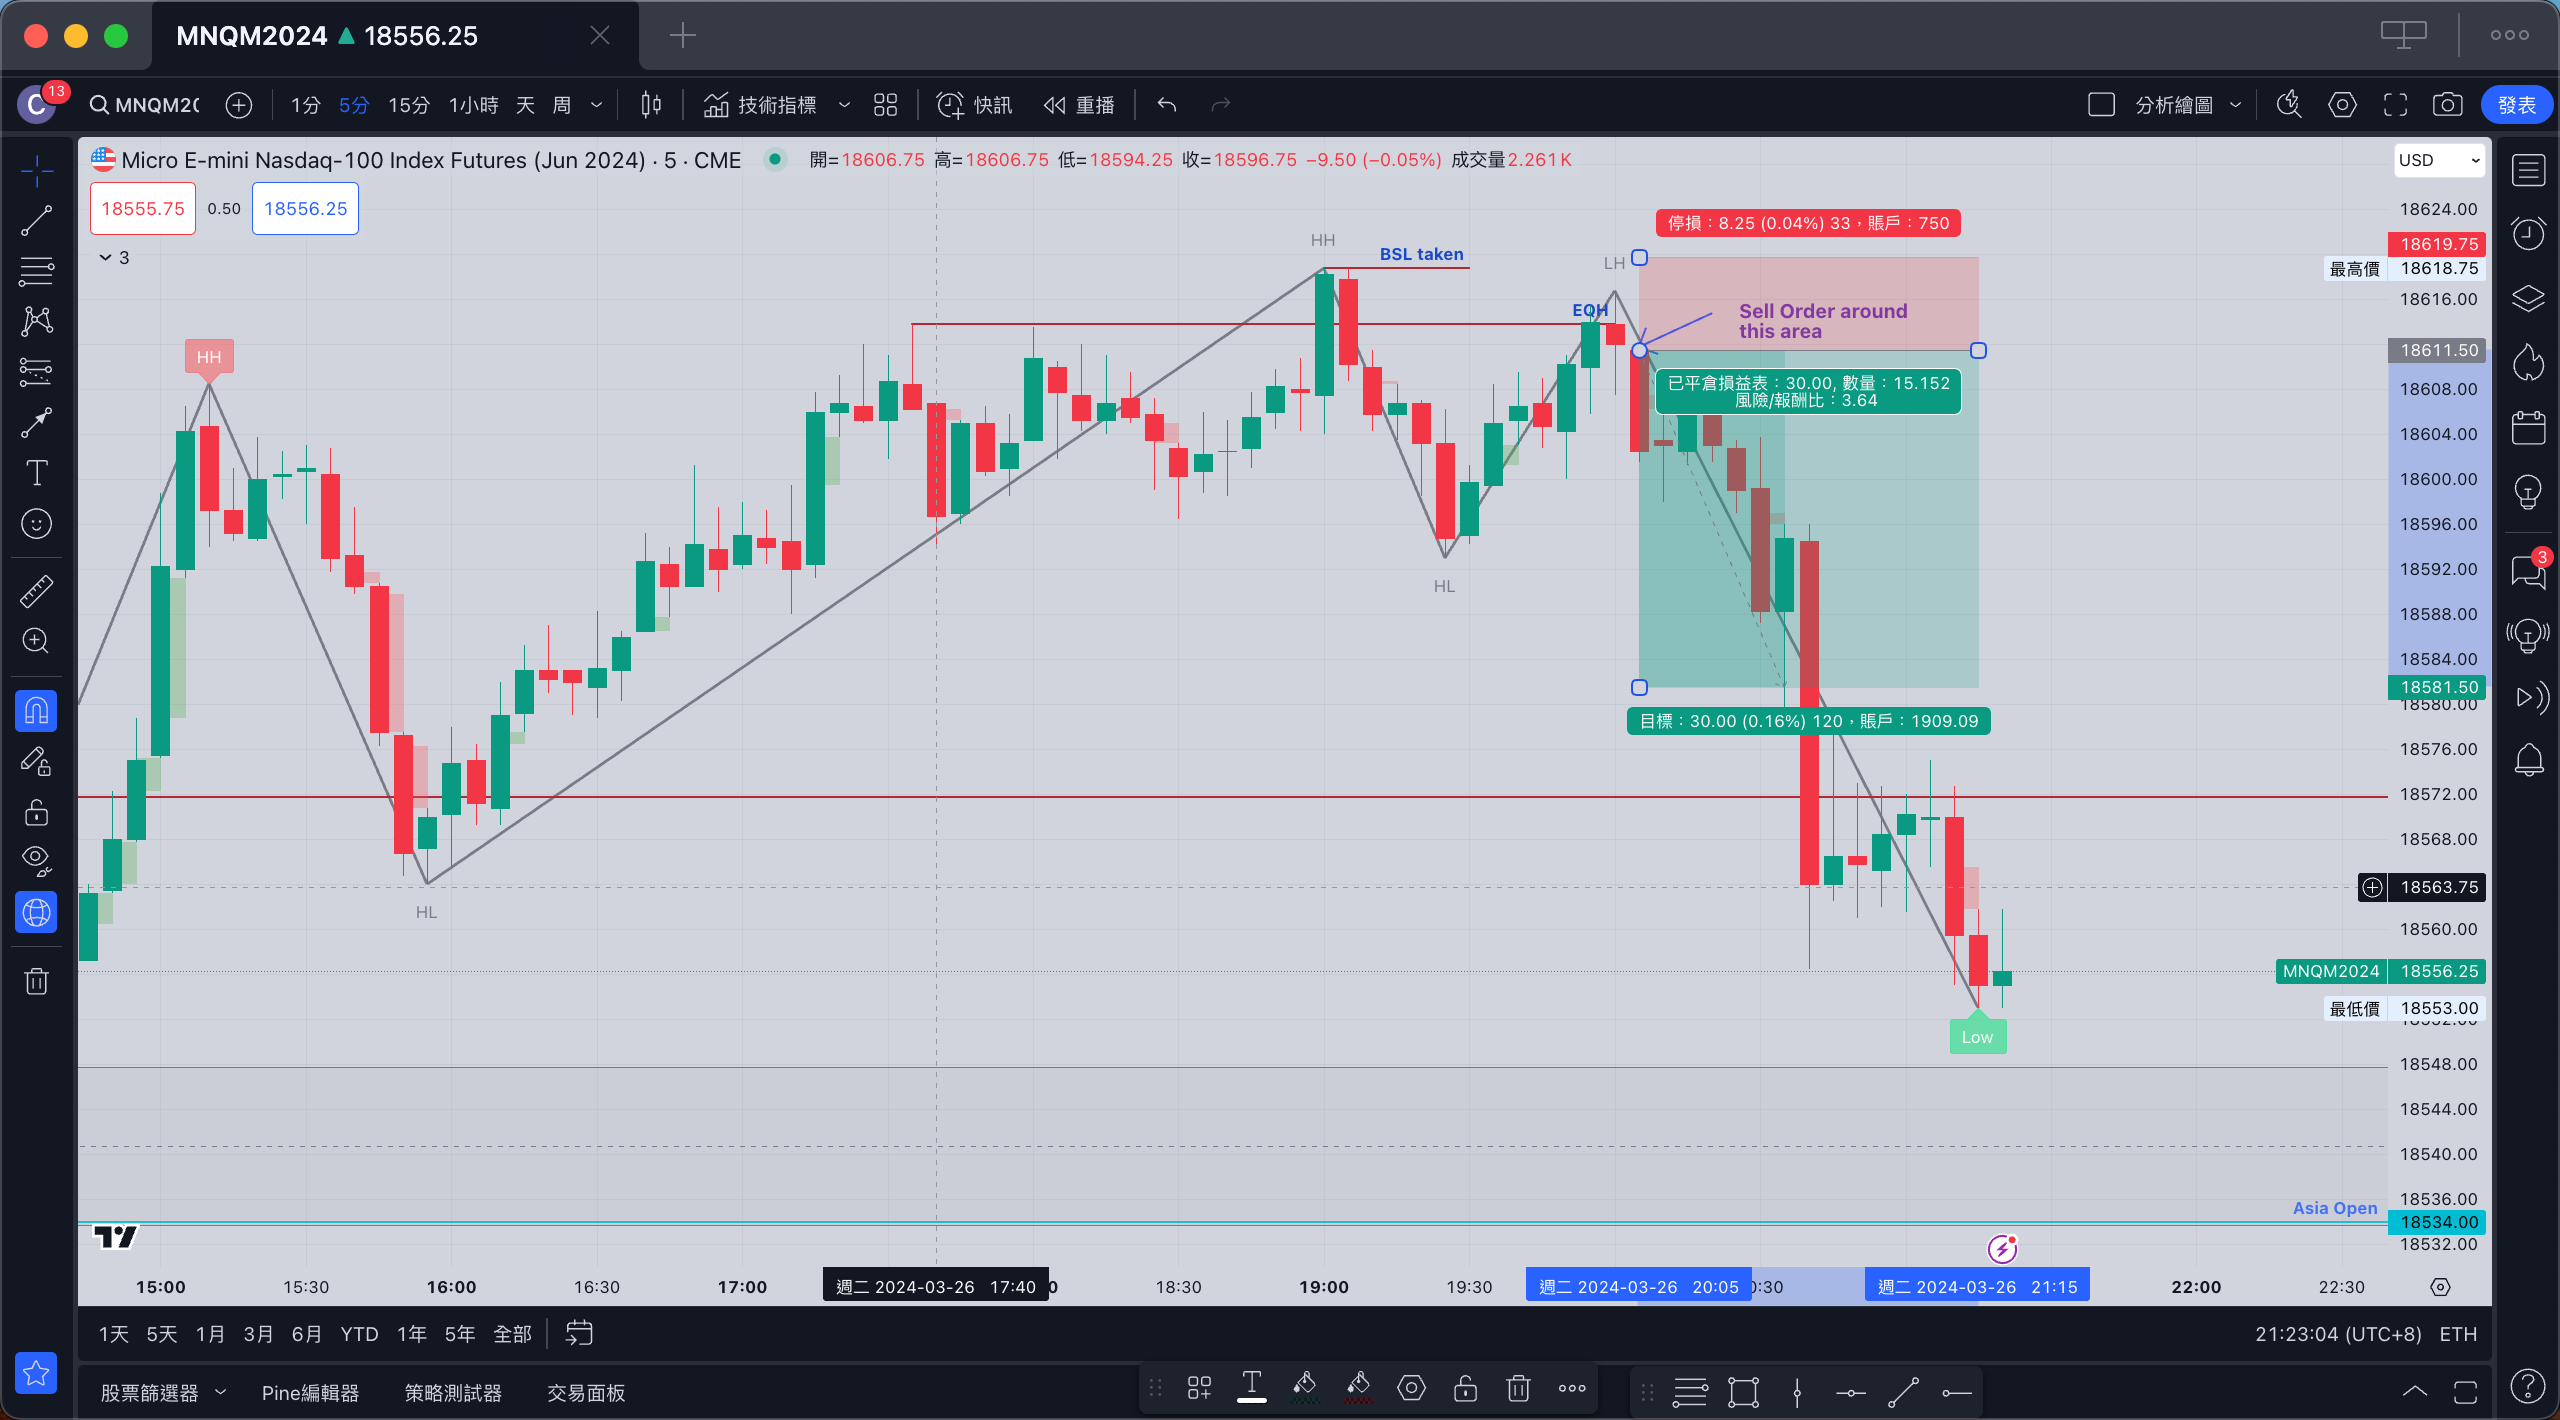 MNQM2024 ▲ 18556.25
C 13 MNQM20 1分 5分 15分 1小時 天 周 技術指標 快訊 重播 分析繪圖 發表
Micro E-mini Nasdaq-100 Index Futures (Jun 2024) · 5 · CME 開=18606.75 高=18606.75 低=18594.25 收=18596.75 −9.50 (−0.05%) 成交量2.261K
USD
18555.75 0.50 18556.25
3
停損：8.25 (0.04%) 33，賬戶：750
HH
BSL taken
LH
EQH
Sell Order around
this area
HH
已平倉損益表：30.00, 數量：15.152
風險/報酬比：3.64
HL
目標：30.00 (0.16%) 120，賬戶：1909.09
HL
Low
Asia Open
18624.00
18619.75
最高價 18618.75
18616.00
18611.50
18608.00
18604.00
18600.00
18596.00
18592.00
18588.00
18584.00
18581.50
18580.00
18576.00
18572.00
18568.00
18563.75
18560.00
MNQM2024 18556.25
最低價 18553.00
18552.00
18548.00
18544.00
18540.00
18536.00
18534.00
18532.00
3
15:00 15:30 16:00 16:30 17:00 週二 2024-03-26 17:40 0 18:30 19:00 19:30 週二 2024-03-26 20:05 0:30 週二 2024-03-26 21:15 22:00 22:30
1天 5天 1月 3月 6月 YTD 1年 5年 全部 21:23:04 (UTC+8) ETH
股票篩選器 Pine編輯器 策略測試器 交易面板